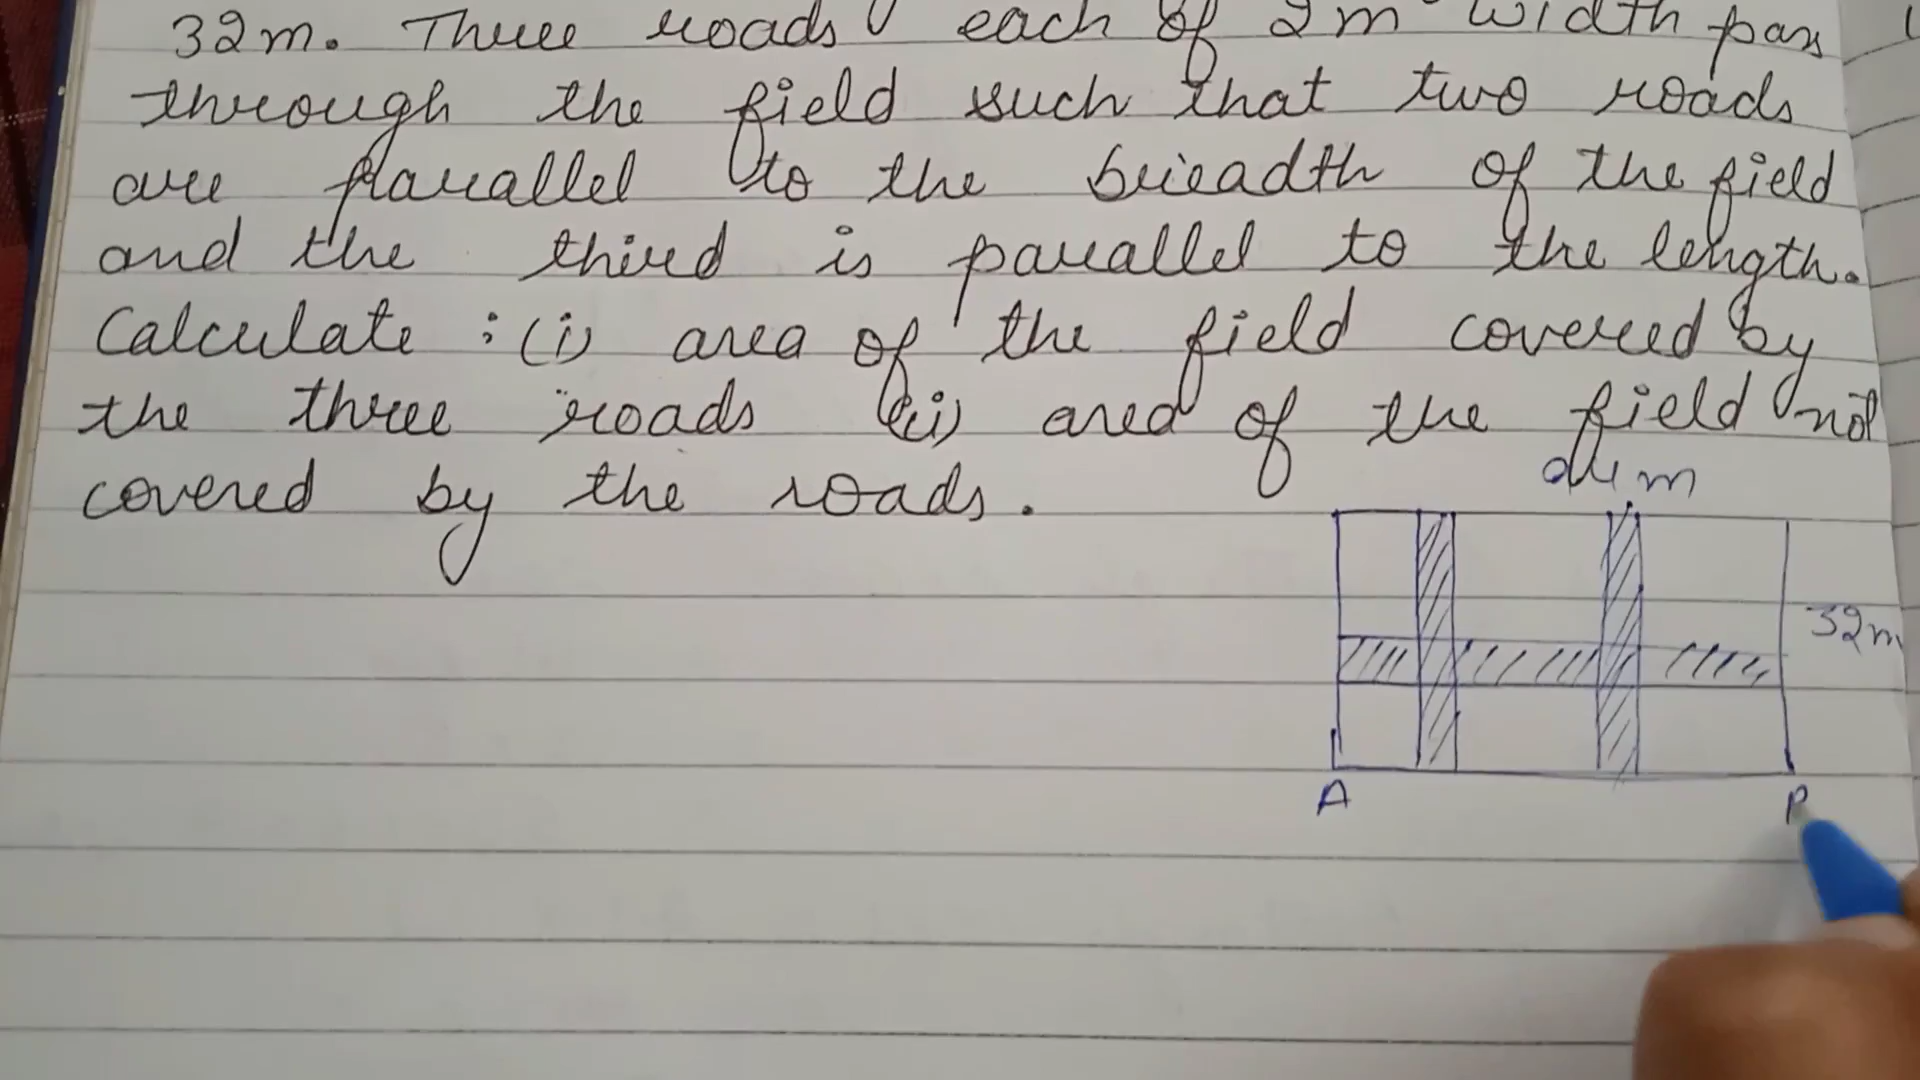 32m. Three roads each of 2m width pass
through the field such that two roads
are parallel to the breadth of the field
and the third is parallel to the length.
Calculate : (i) area of the field covered by
the three roads (ii) area of the field not
covered by the roads.
m
32m
A